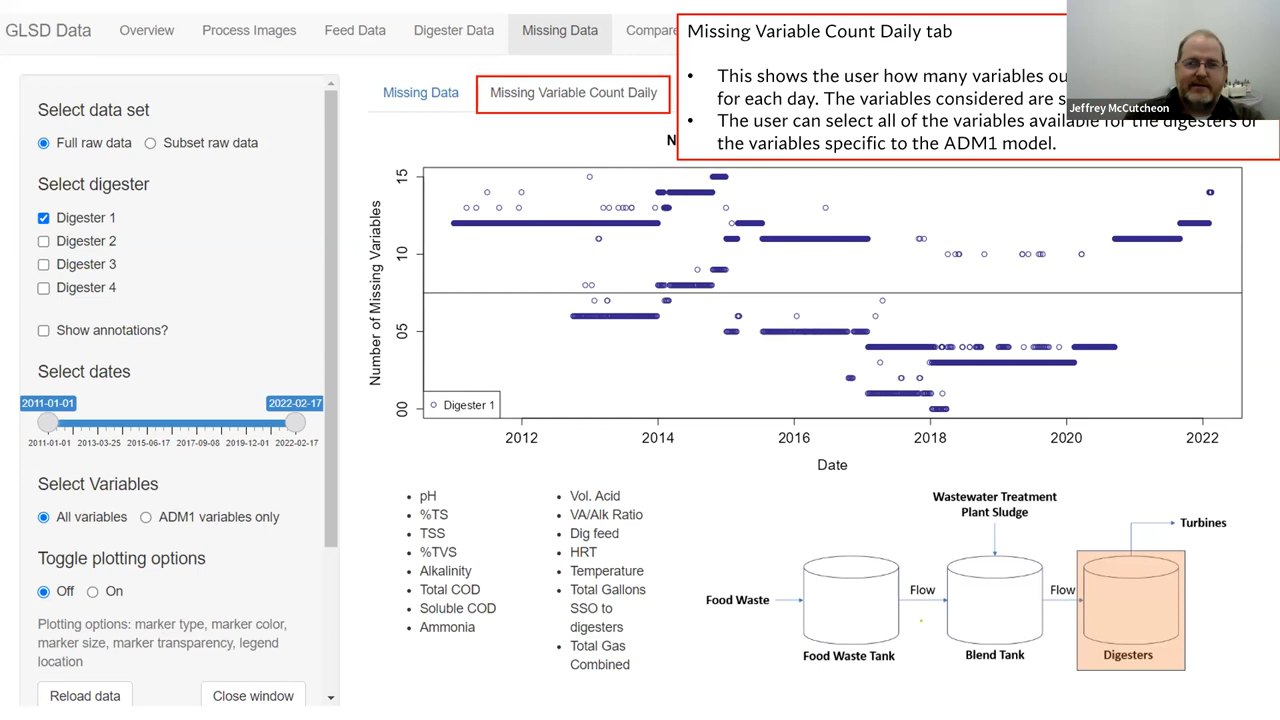 GLSD Data
Overview
Process Images
Feed Data
Digester Data
Missing Data
Compare
Missing Variable Count Daily tab
• This shows the user how many variables
for each day. The variables considered are
• The user can select all of the variables available for the digesters or
the variables specific to the ADM1 model.
Jeffrey McCutcheon
Select data set
Full raw data
Subset raw data
Select digester
Digester 1
Digester 2
Digester 3
Digester 4
Show annotations?
Select dates
2011-01-01
2022-02-17
2011-01-01 2013-03-25 2015-06-17 2017-09-08 2019-12-01 2022-02-17
Select Variables
All variables
ADM1 variables only
Toggle plotting options
Off
On
Plotting options: marker type, marker color,
marker size, marker transparency, legend
location
Reload data
Close window
Missing Data
Missing Variable Count Daily
Number of Missing Variables
15
10
05
00
Digester 1
2012 2014 2016 2018 2020 2022
Date
• pH
• %TS
• TSS
• %TVS
• Alkalinity
• Total COD
• Soluble COD
• Ammonia
• Vol. Acid
• VA/Alk Ratio
• Dig feed
• HRT
• Temperature
• Total Gallons
SSO to
digesters
• Total Gas
Combined
Wastewater Treatment
Plant Sludge
Turbines
Food Waste
Flow
Flow
Food Waste Tank
Blend Tank
Digesters